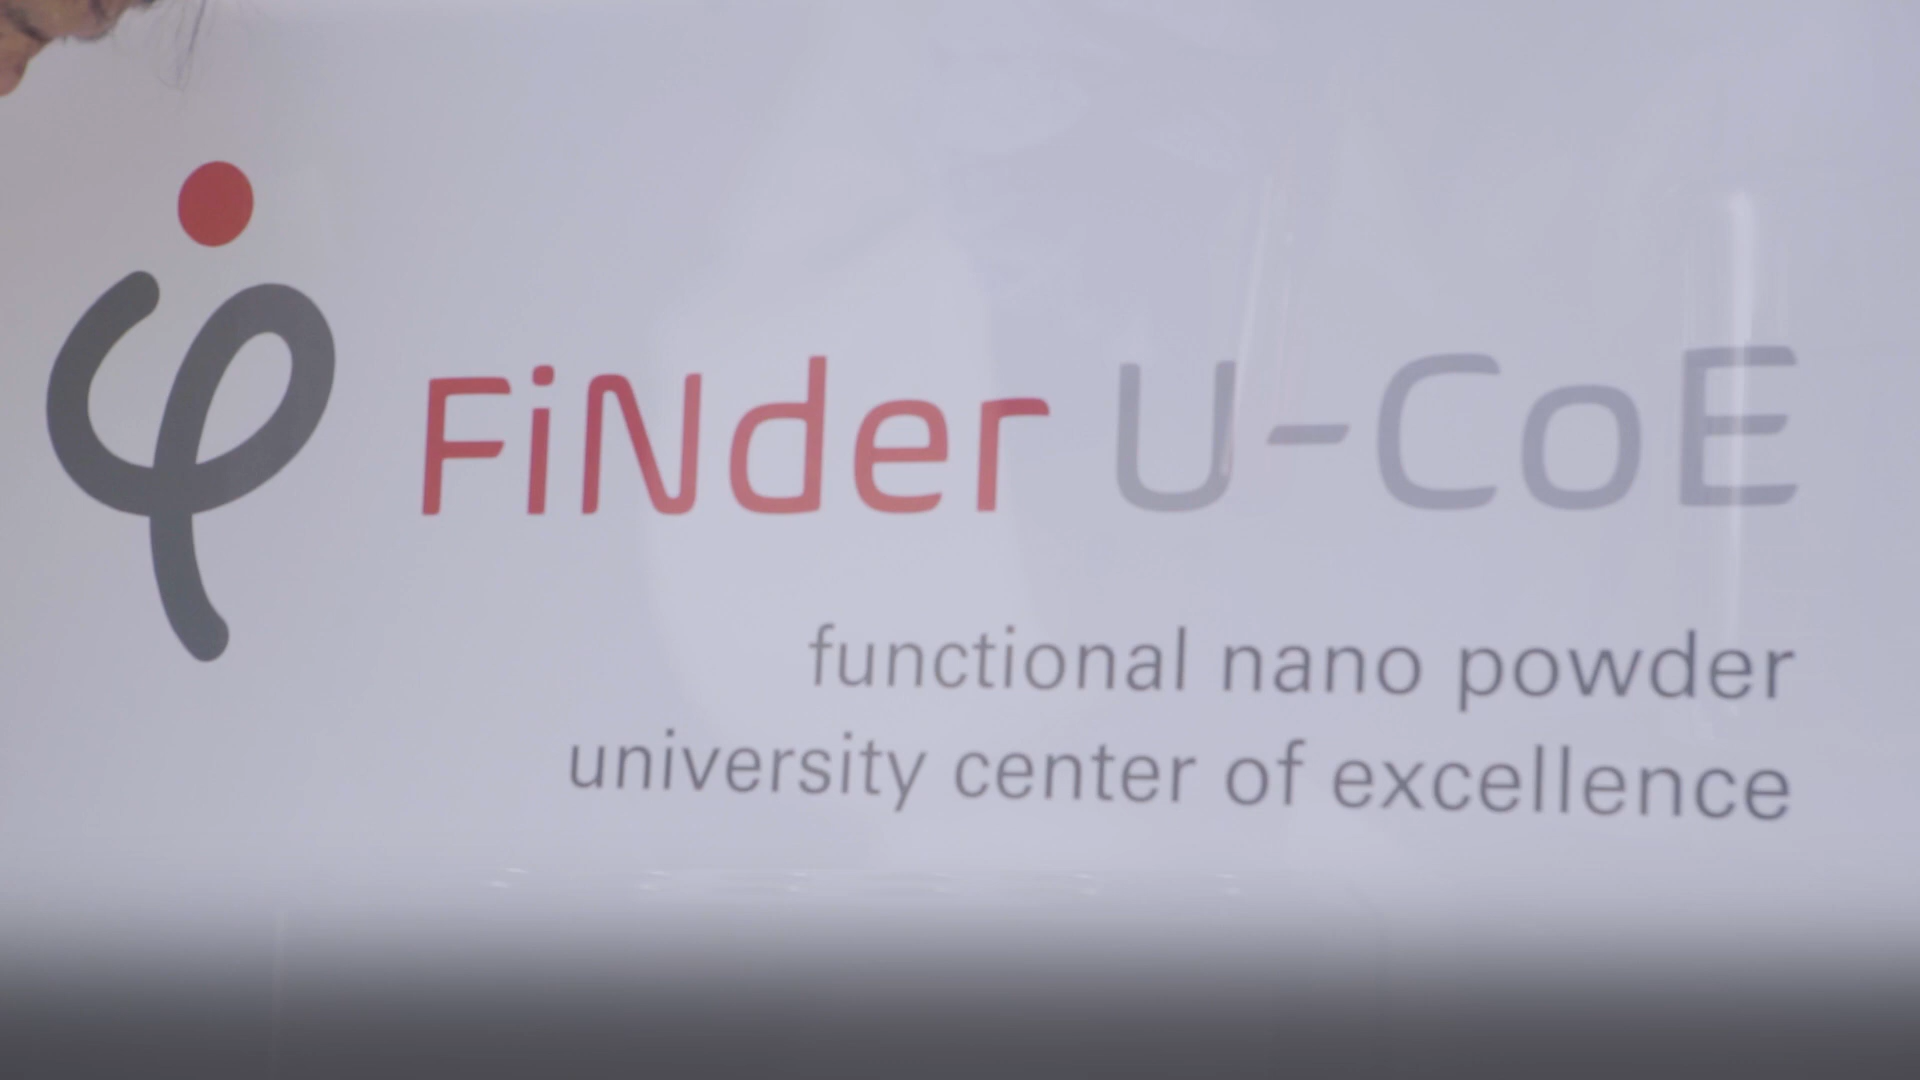 FiNder U-CoE
functional nano powder
university center of excellence